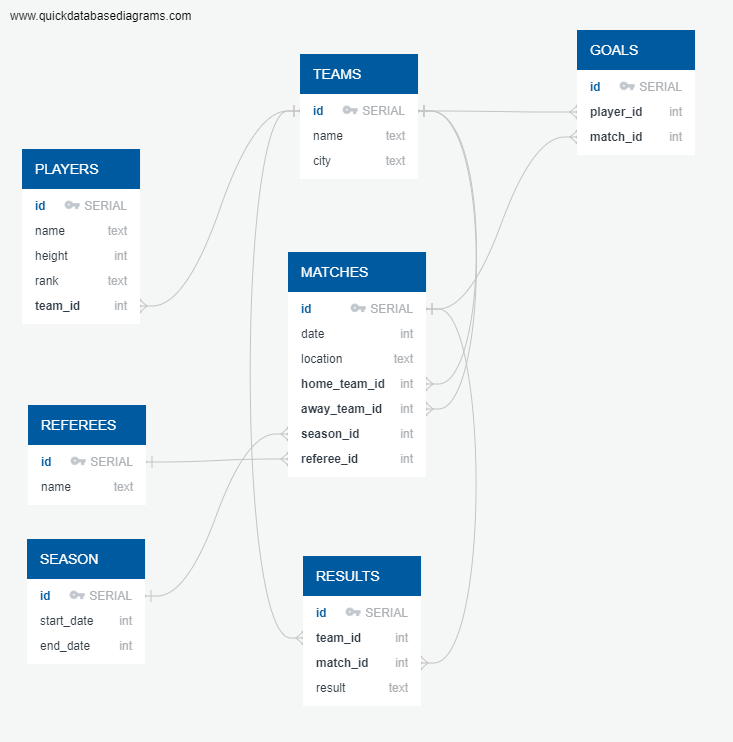 www.quickdatabasediagrams.com
TEAMS
id SERIAL
name text
city text
GOALS
id SERIAL
player_id int
match_id int
PLAYERS
id SERIAL
name text
height int
rank text
team_id int
MATCHES
id SERIAL
date int
location text
home_team_id int
away_team_id int
season_id int
referee_id int
REFEREES
id SERIAL
name text
SEASON
id SERIAL
start_date int
end_date int
RESULTS
id SERIAL
team_id int
match_id int
result text